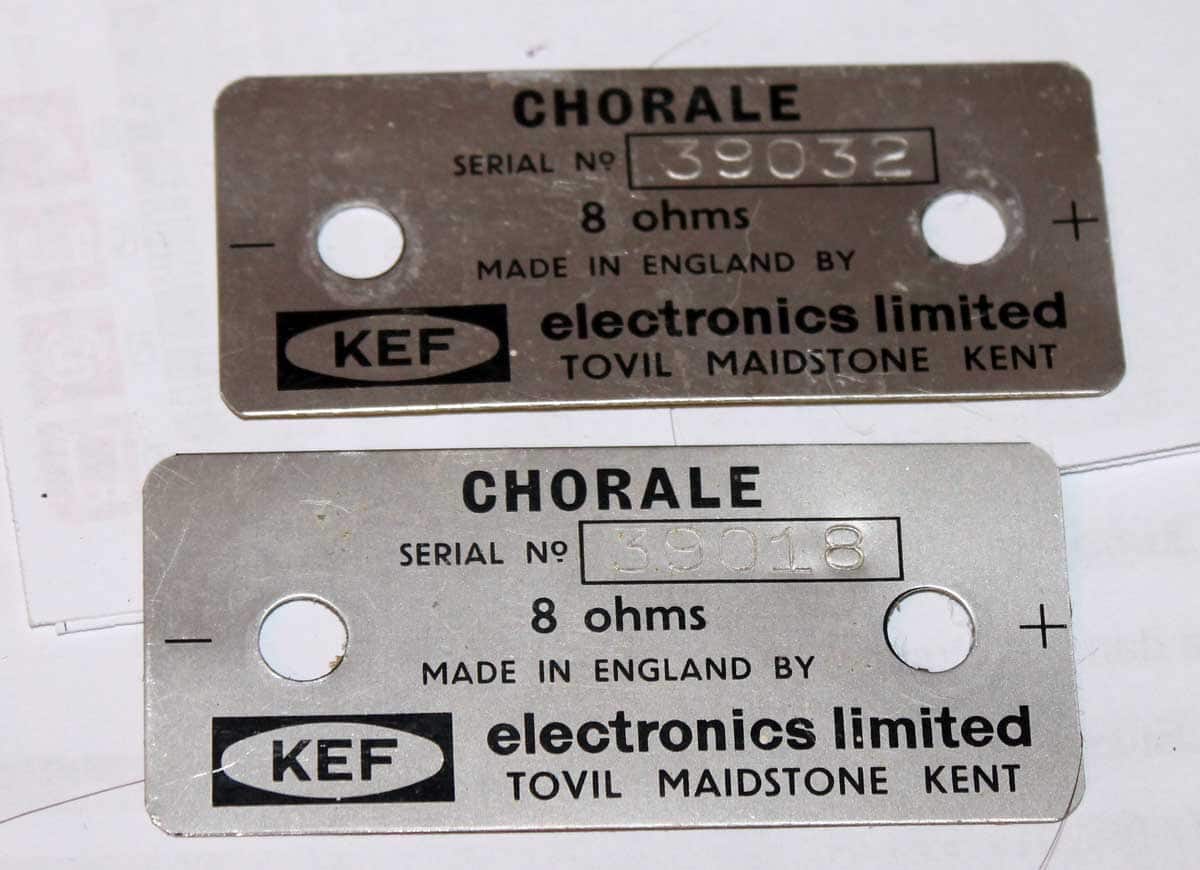 CHORALE
SERIAL Nº 39032
8 ohms
− +
MADE IN ENGLAND BY
KEF electronics limited
TOVIL MAIDSTONE KENT
CHORALE
SERIAL Nº 39018
8 ohms
− +
MADE IN ENGLAND BY
KEF electronics limited
TOVIL MAIDSTONE KENT